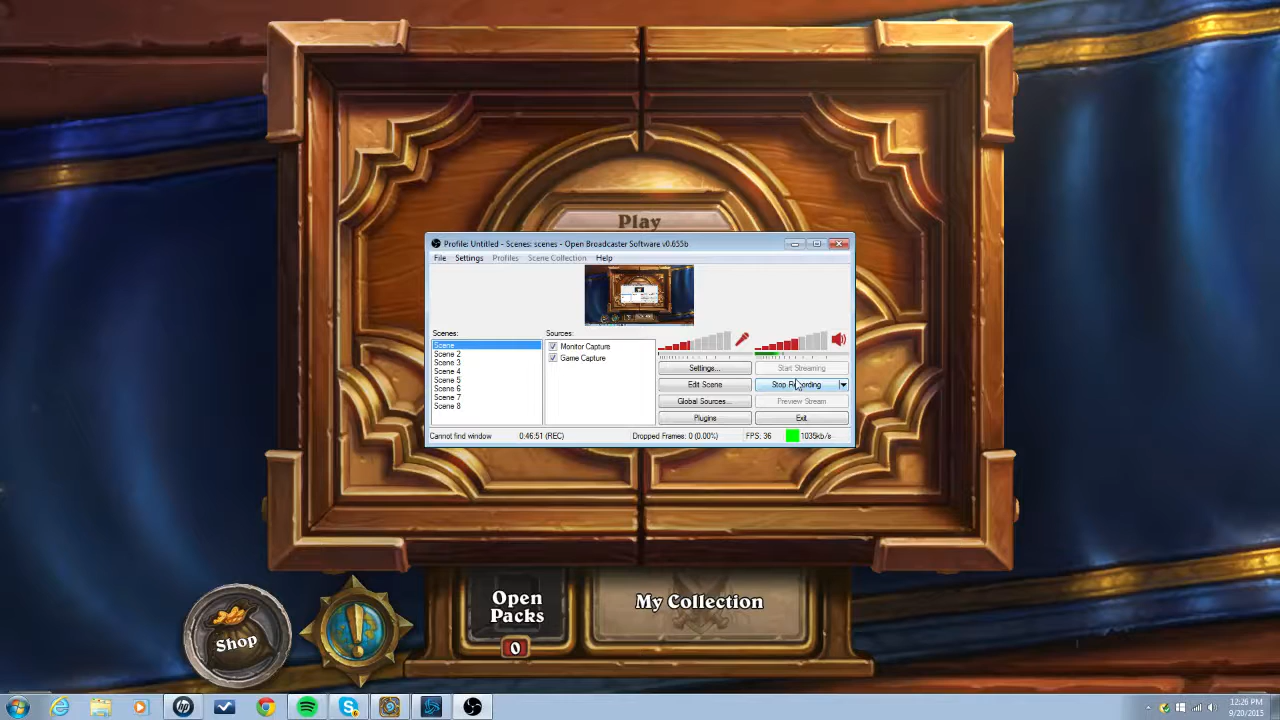 Play
Profile: Untitled - Scenes: scenes - Open Broadcaster Software v0.655b
File Settings Profiles Scene Collection Help
Scenes:
Scene
Scene 2
Scene 3
Scene 4
Scene 5
Scene 6
Scene 7
Scene 8
Sources:
Monitor Capture
Game Capture
Settings...
Start Streaming
Edit Scene
Stop Recording
Global Sources...
Preview Stream
Plugins
Exit
Cannot find window
0:46:51 (REC)
Dropped Frames: 0 (0.00%)
FPS: 36
1035kb/s
Shop
Open
Packs
0
My Collection
hp
12:26 PM
9/20/2015